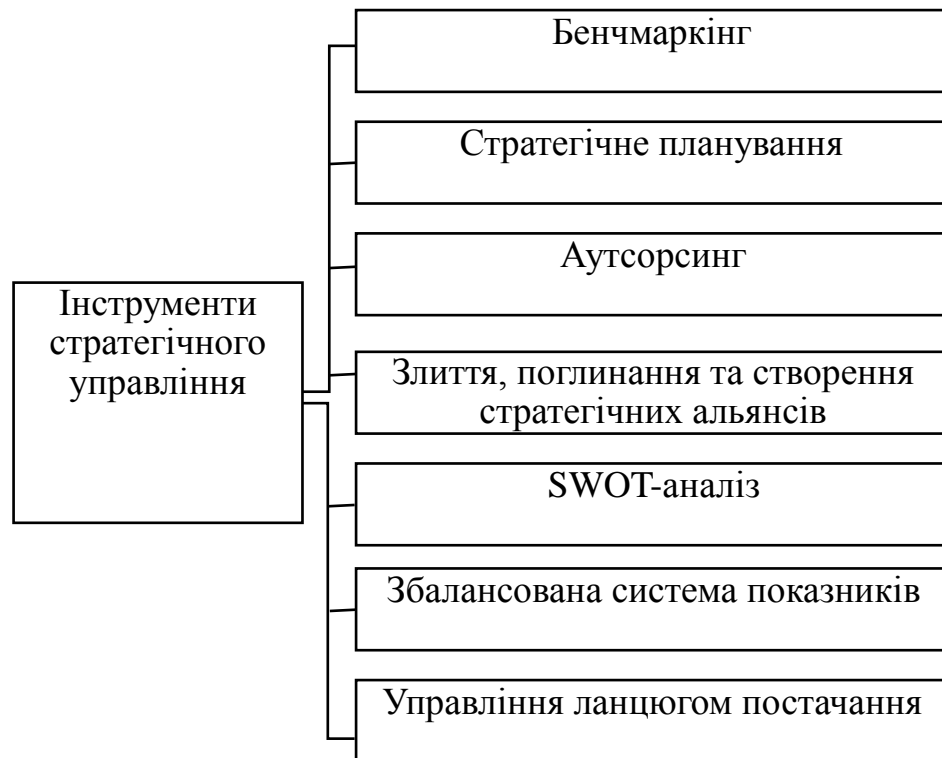 Бенчмаркінг
Стратегічне планування
Аутсорсинг
Інструменти
стратегічного
управління
Злиття, поглинання та створення
стратегічних альянсів
SWOT-аналіз
Збалансована система показників
Управління ланцюгом постачання